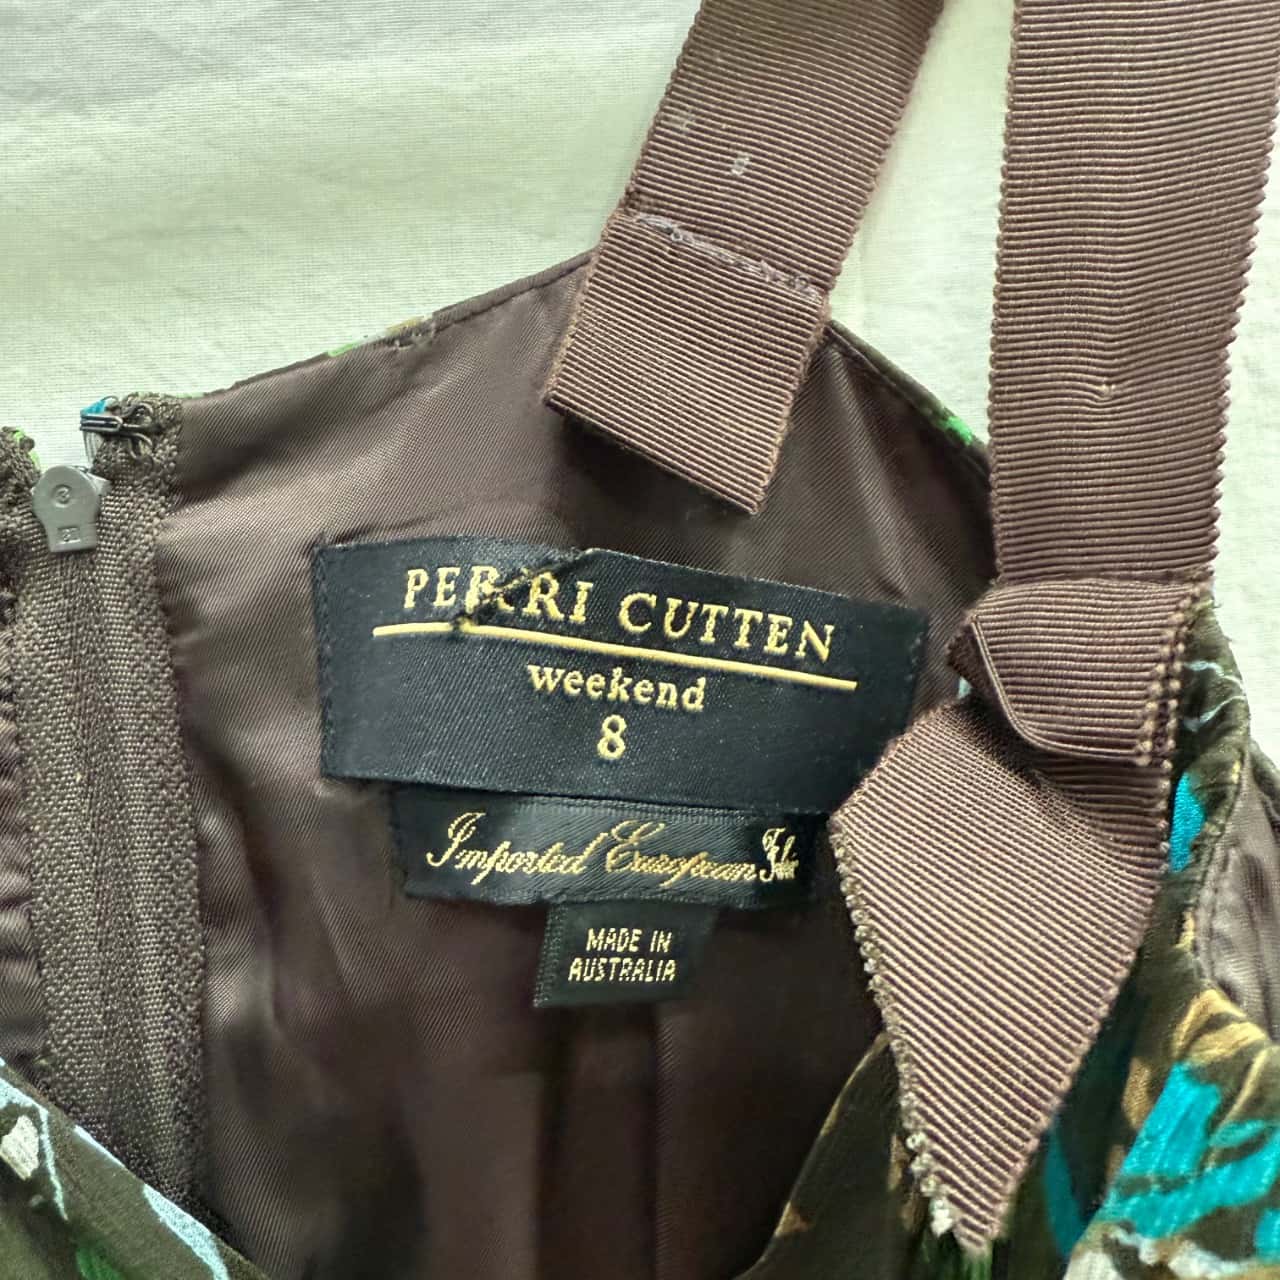 PERRI CUTTEN
weekend
8
Imported European
MADE IN
AUSTRALIA